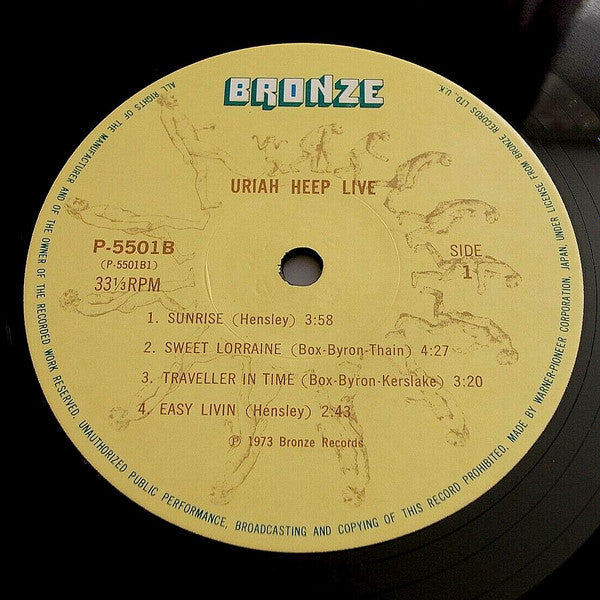 BRONZE
URIAH HEEP LIVE
P-5501B
(P-5501B1)
33⅓RPM
SIDE
1
1. SUNRISE (Hensley) 3:58
2. SWEET LORRAINE (Box-Byron-Thain) 4:27
3. TRAVELLER IN TIME (Box-Byron-Kerslake) 3:20
4. EASY LIVIN (Hensley) 2:43
℗ 1973 Bronze Records
ALL RIGHTS OF THE MANUFACTURER AND OF THE OWNER OF THE RECORDED WORK RESERVED. UNAUTHORIZED PUBLIC PERFORMANCE, BROADCASTING AND COPYING OF THIS RECORD PROHIBITED. MADE BY WARNER-PIONEER CORPORATION, JAPAN, UNDER LICENSE FROM BRONZE RECORDS LTD., UK